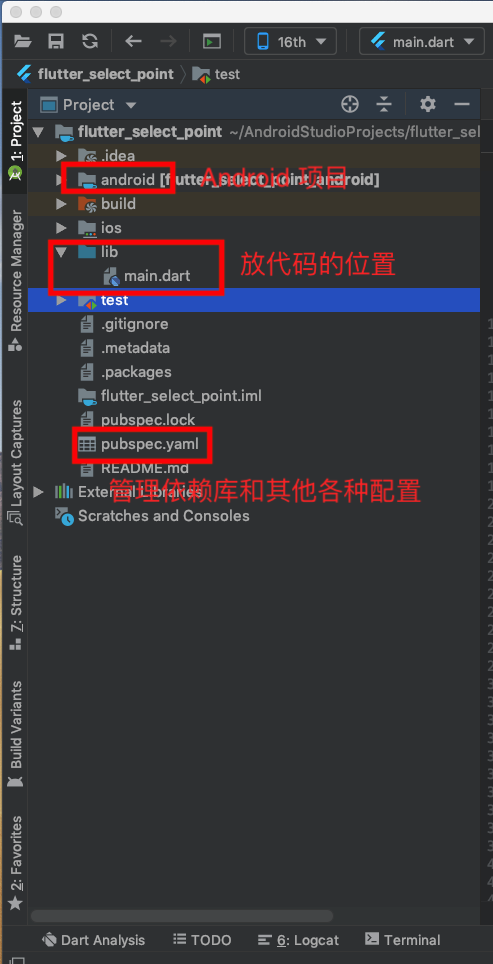 16th main.dart
flutter_select_point test
Project
flutter_select_point ~/AndroidStudioProjects/flutter_sel
.idea
android [flutter_select_point_android]
Android 项目
build
ios
lib
放代码的位置
main.dart
test
.gitignore
.metadata
.packages
flutter_select_point.iml
pubspec.lock
pubspec.yaml
README.md
External Libraries
管理依赖库和其他各种配置
Scratches and Consoles
1: Project
Resource Manager
Layout Captures
7: Structure
Build Variants
2: Favorites
Dart Analysis TODO 6: Logcat Terminal